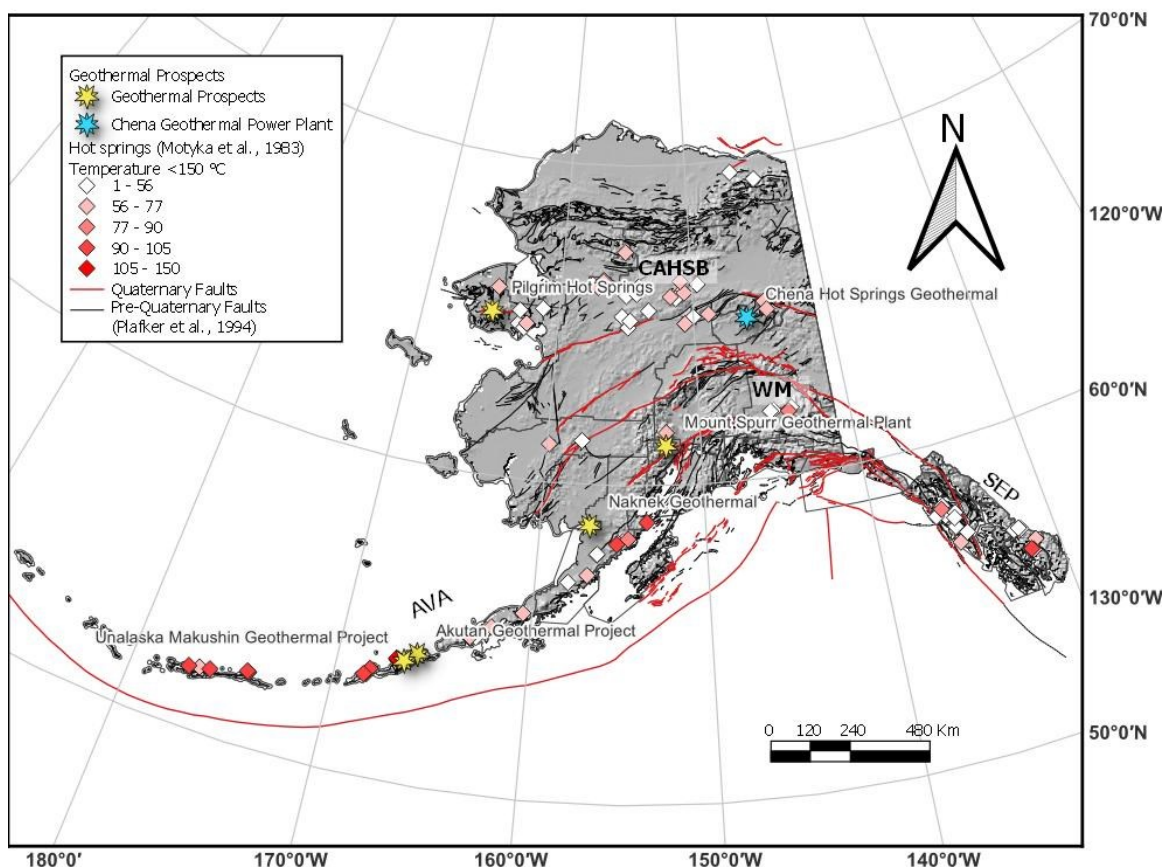 70°0'N
Geothermal Prospects
Geothermal Prospects
Chena Geothermal Power Plant
Hot springs (Motyka et al., 1983)
Temperature <150 ºC
1 - 56
56 - 77
77 - 90
90 - 105
105 - 150
Quaternary Faults
Pre-Quaternary Faults
(Plafker et al., 1994)
N
120°0'W
CAHSB
Pilgrim Hot Springs
Chena Hot Springs Geothermal
60°0'N
WM
Mount Spurr Geothermal Plant
SEP
Naknek Geothermal
130°0'W
AVA
Unalaska Makushin Geothermal Project
Akutan Geothermal Project
0 120 240 480 Km
50°0'N
180°0' 170°0'W 160°0'W 150°0'W 140°0'W